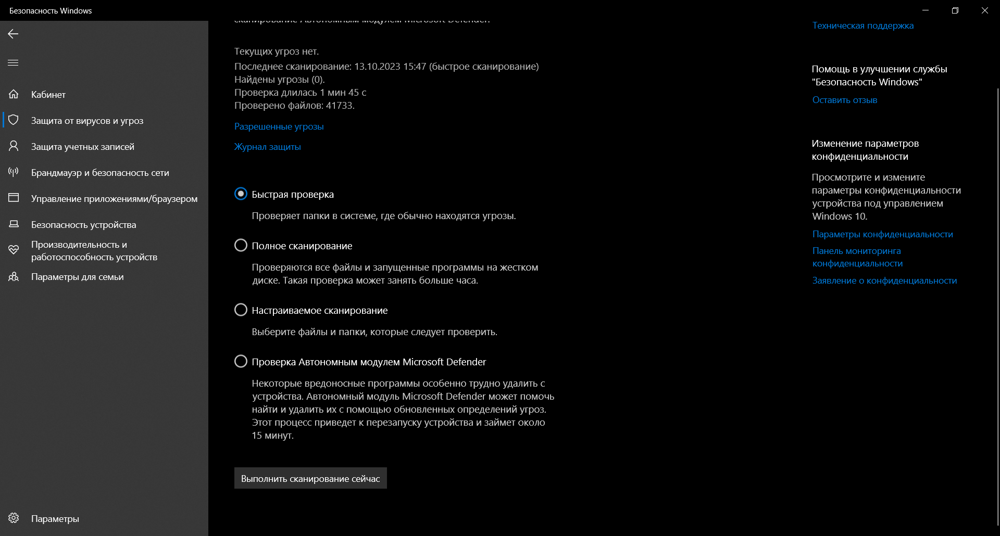 Безопасность Windows
Кабинет
Защита от вирусов и угроз
Защита учетных записей
Брандмауэр и безопасность сети
Управление приложениями/браузером
Безопасность устройства
Производительность и
работоспособность устройств
Параметры для семьи
Параметры
сканирование Автономным модулем Microsoft Defender.
Текущих угроз нет.
Последнее сканирование: 13.10.2023 15:47 (быстрое сканирование)
Найдены угрозы (0).
Проверка длилась 1 мин 45 с
Проверено файлов: 41733.
Разрешенные угрозы
Журнал защиты
Быстрая проверка
Проверяет папки в системе, где обычно находятся угрозы.
Полное сканирование
Проверяются все файлы и запущенные программы на жестком
диске. Такая проверка может занять больше часа.
Настраиваемое сканирование
Выберите файлы и папки, которые следует проверить.
Проверка Автономным модулем Microsoft Defender
Некоторые вредоносные программы особенно трудно удалить с
устройства. Автономный модуль Microsoft Defender может помочь
найти и удалить их с помощью обновленных определений угроз.
Этот процесс приведет к перезапуску устройства и займет около
15 минут.
Выполнить сканирование сейчас
Техническая поддержка
Помощь в улучшении службы
"Безопасность Windows"
Оставить отзыв
Изменение параметров
конфиденциальности
Просмотрите и измените
параметры конфиденциальности
устройства под управлением
Windows 10.
Параметры конфиденциальности
Панель мониторинга
конфиденциальности
Заявление о конфиденциальности